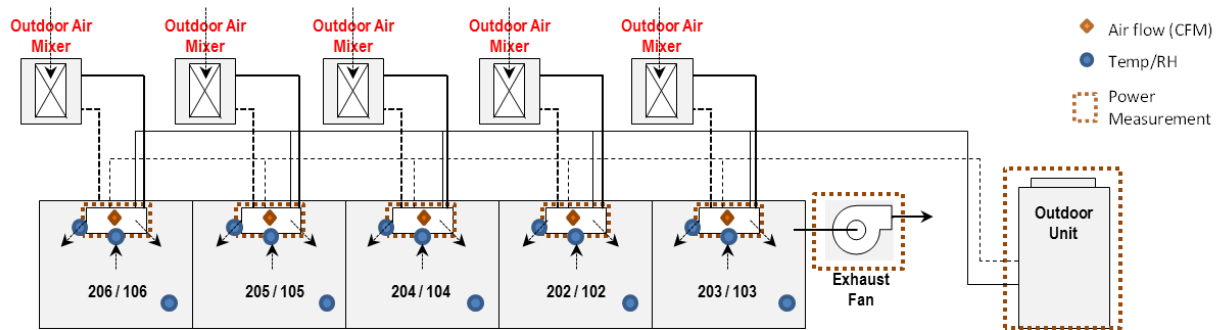 Outdoor Air
Mixer
Outdoor Air
Mixer
Outdoor Air
Mixer
Outdoor Air
Mixer
Outdoor Air
Mixer
Air flow (CFM)
Temp/RH
Power
Measurement
206 / 106
205 / 105
204 / 104
202 / 102
203 / 103
Exhaust
Fan
Outdoor
Unit